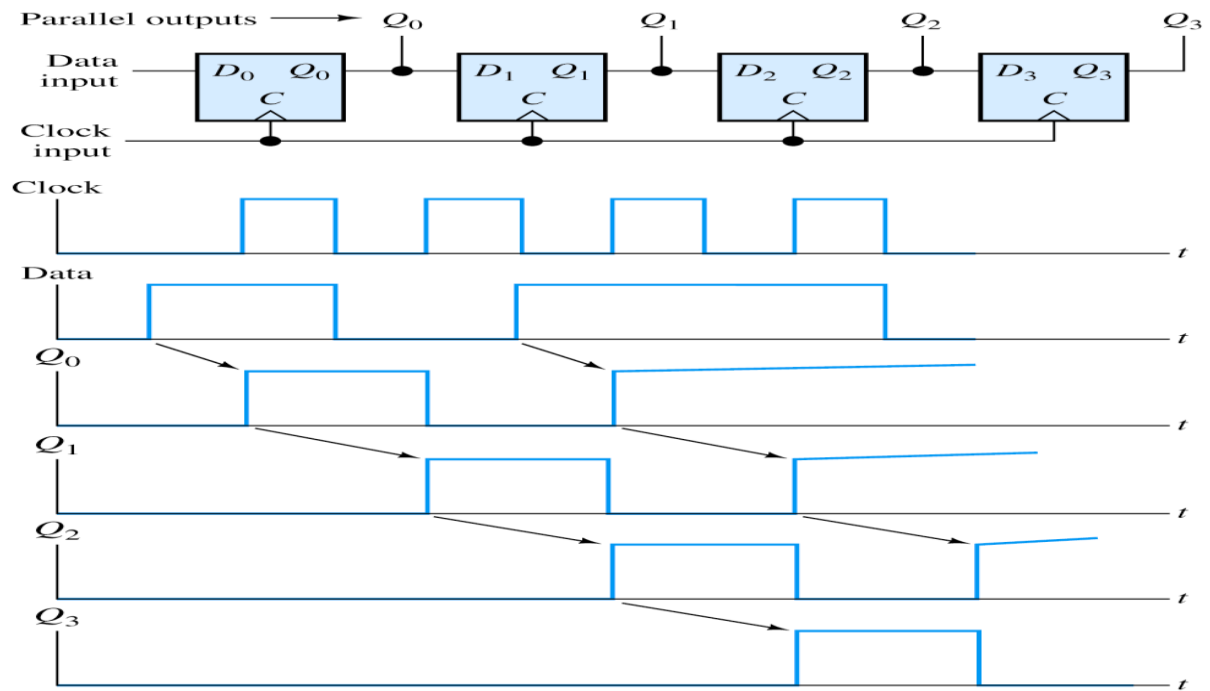 Parallel outputs Q0 Q1 Q2 Q3
Data input D0 Q0 D1 Q1 D2 Q2 D3 Q3
C C C C
Clock input
Clock
t
Data
t
Q0
t
Q1
t
Q2
t
Q3
t